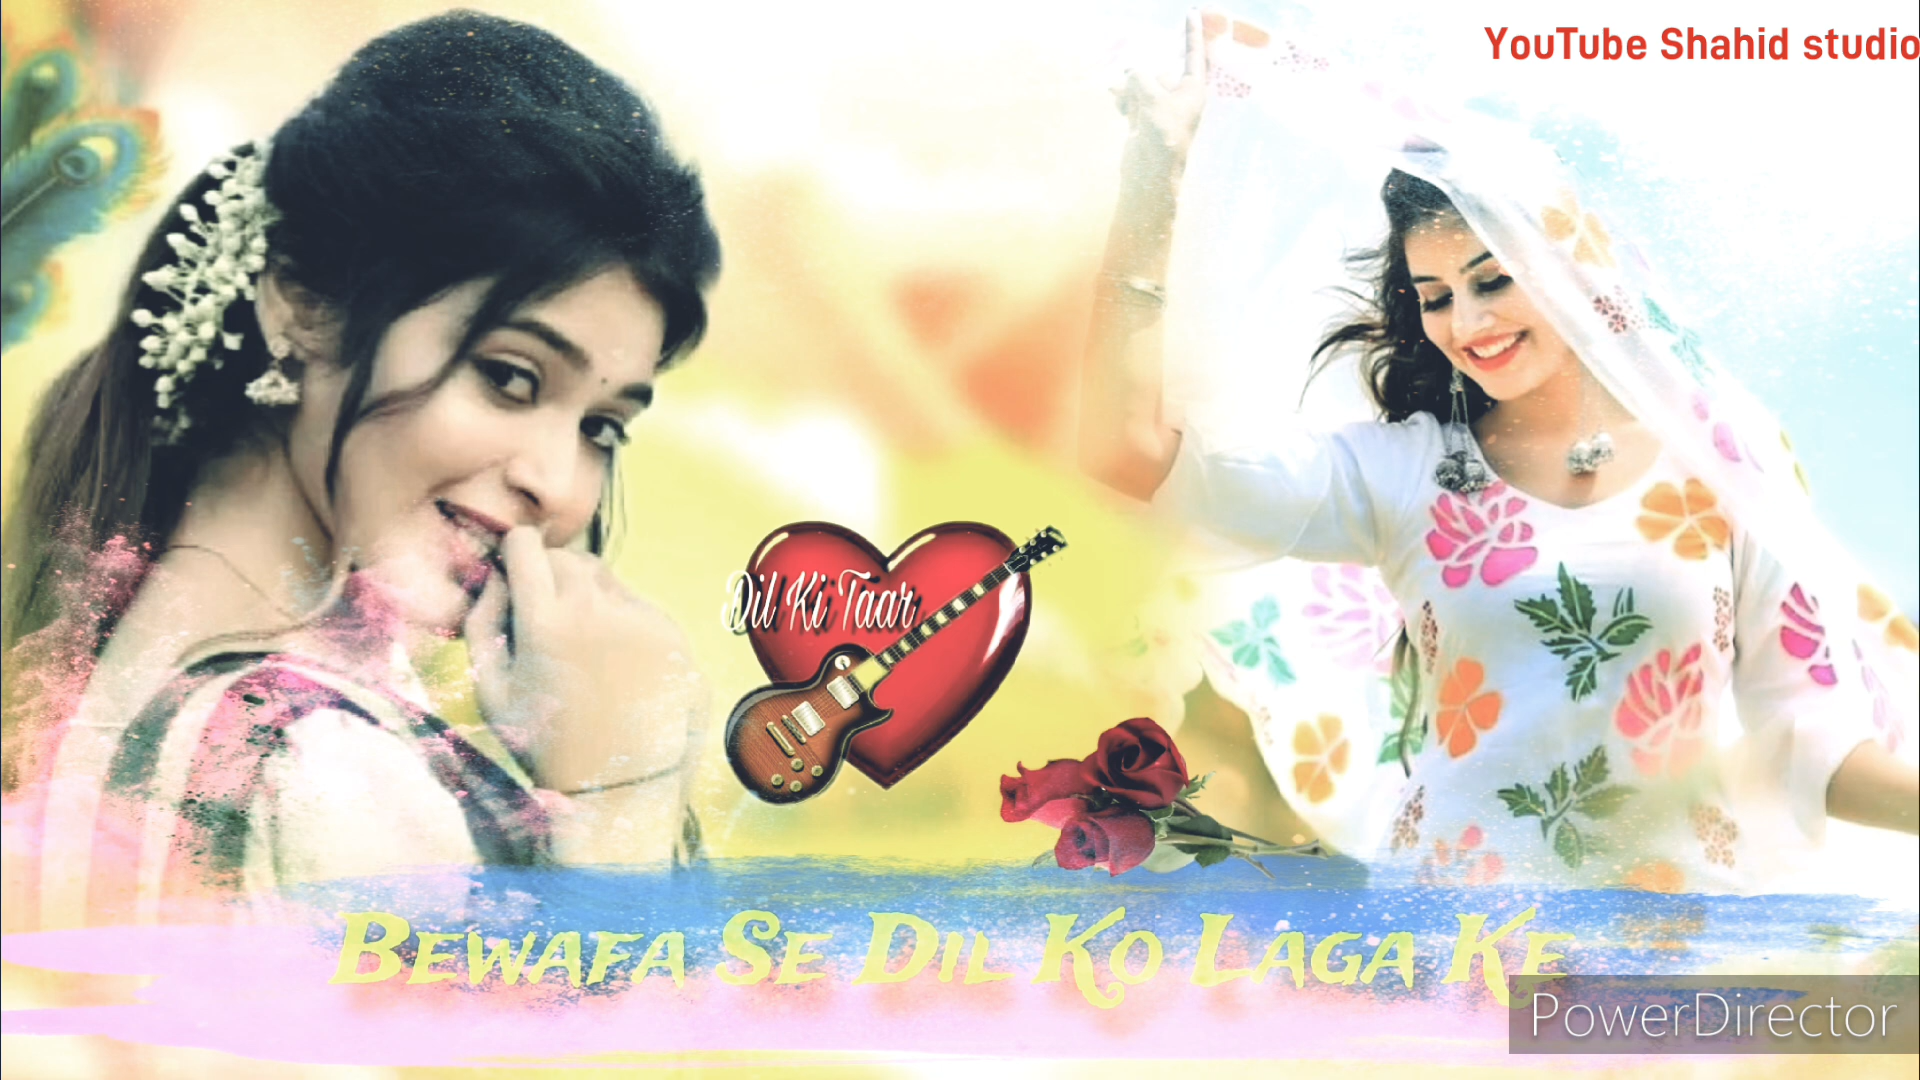 YouTube Shahid studio
Dil Ki Taar
Bewafa Se Dil Ko Laga Ke
PowerDirector